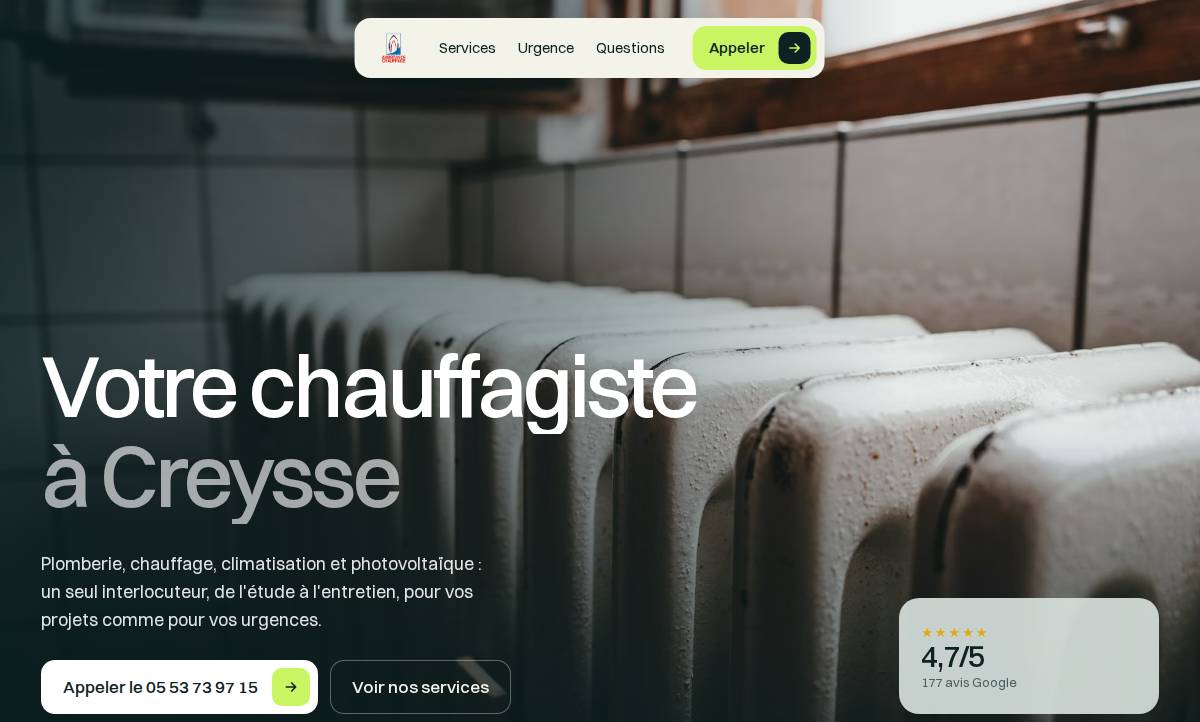 Services
Urgence
Questions
Appeler
Votre chauffagiste
à Creysse
Plomberie, chauffage, climatisation et photovoltaïque :
un seul interlocuteur, de l'étude à l'entretien, pour vos
projets comme pour vos urgences.
Appeler le 05 53 73 97 15
Voir nos services
4,7/5
177 avis Google